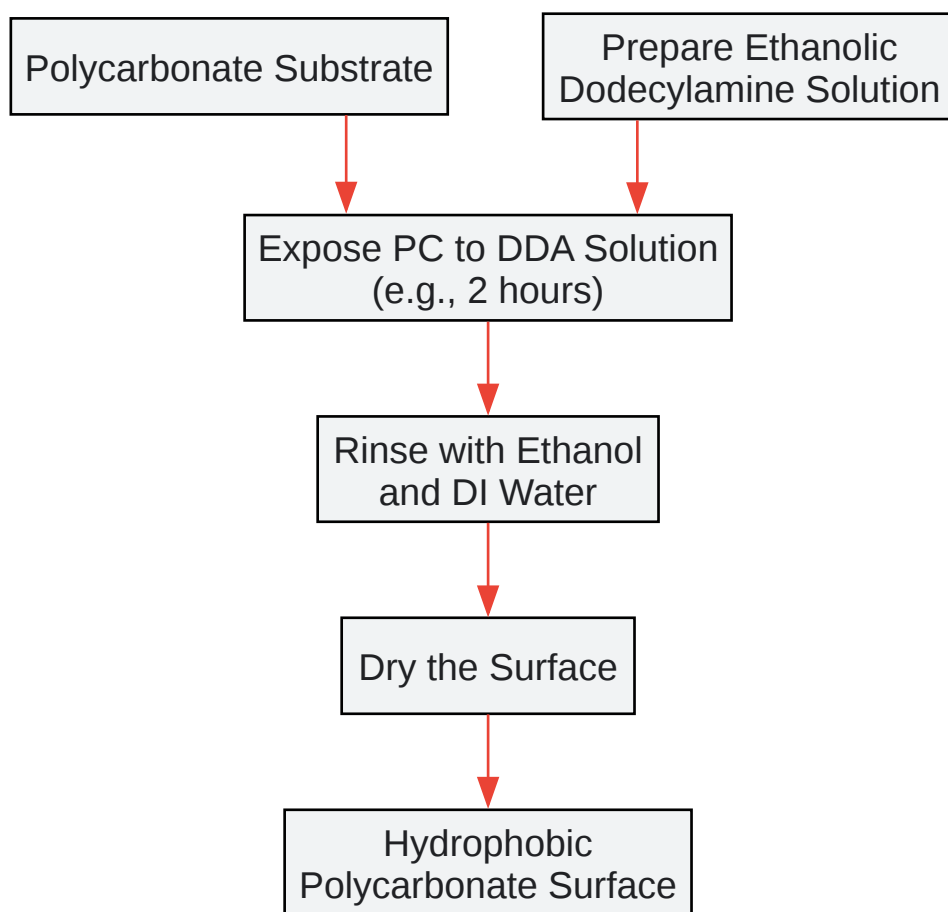 Polycarbonate Substrate
Prepare Ethanolic
Dodecylamine Solution
Expose PC to DDA Solution
(e.g., 2 hours)
Rinse with Ethanol
and DI Water
Dry the Surface
Hydrophobic
Polycarbonate Surface